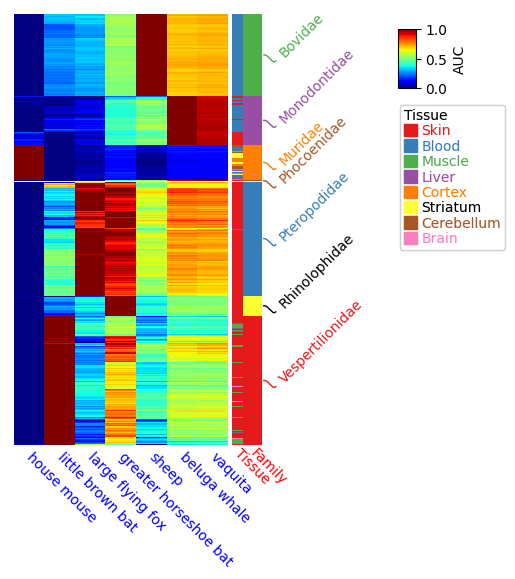 Bovidae
Monodontidae
Muridae
Phocoenidae
Pteropodidae
Rhinolophidae
Vespertilionidae
1.0
0.5
0.0
AUC
Tissue
Skin
Blood
Muscle
Liver
Cortex
Striatum
Cerebellum
Brain
house mouse
little brown bat
large flying fox
greater horseshoe bat
sheep
beluga whale
vaquita
Tissue
Family